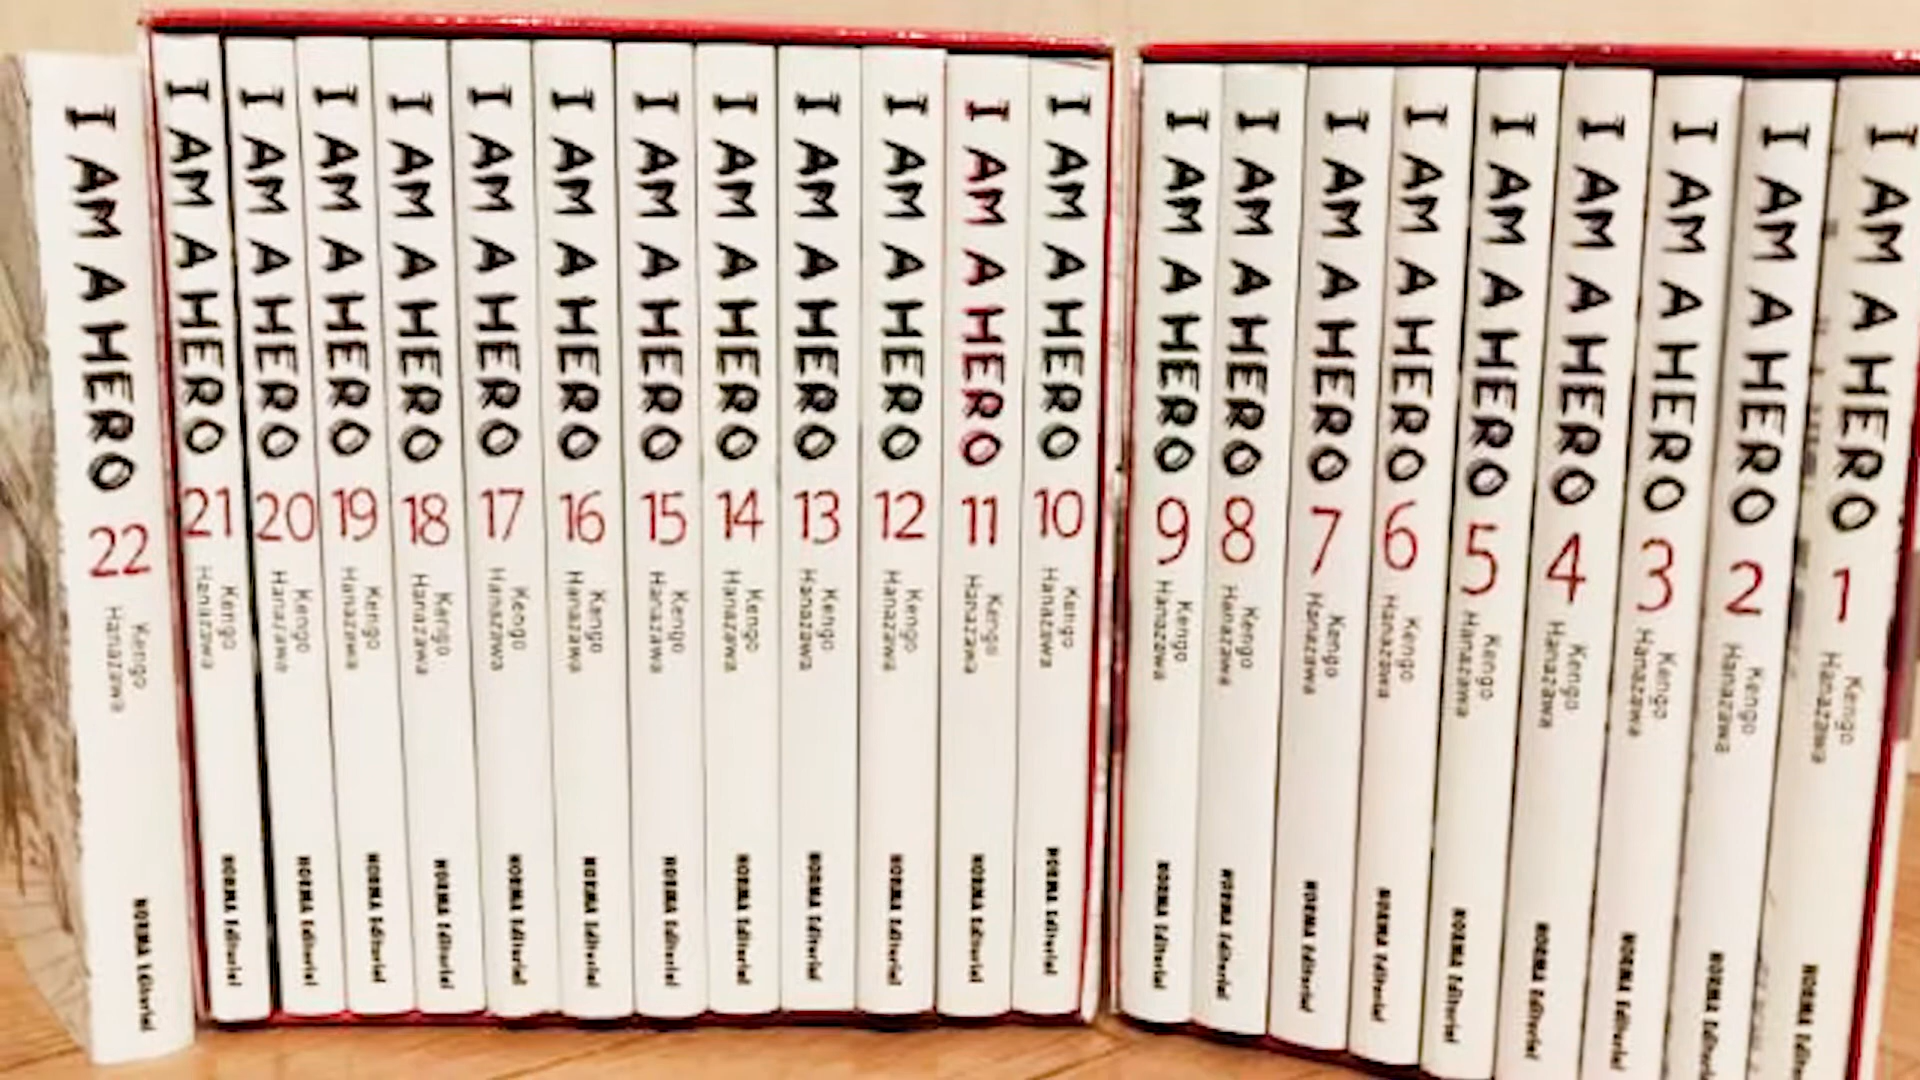 I AM A HERO 22 Kengo Hanazawa NORMA Editorial
I AM A HERO 21 Kengo Hanazawa NORMA Editorial
I AM A HERO 20 Kengo Hanazawa NORMA Editorial
I AM A HERO 19 Kengo Hanazawa NORMA Editorial
I AM A HERO 18 Kengo Hanazawa NORMA Editorial
I AM A HERO 17 Kengo Hanazawa NORMA Editorial
I AM A HERO 16 Kengo Hanazawa NORMA Editorial
I AM A HERO 15 Kengo Hanazawa NORMA Editorial
I AM A HERO 14 Kengo Hanazawa NORMA Editorial
I AM A HERO 13 Kengo Hanazawa NORMA Editorial
I AM A HERO 12 Kengo Hanazawa NORMA Editorial
I AM A HERO 11 Kengo Hanazawa NORMA Editorial
I AM A HERO 10 Kengo Hanazawa NORMA Editorial
I AM A HERO 9 Kengo Hanazawa NORMA Editorial
I AM A HERO 8 Kengo Hanazawa NORMA Editorial
I AM A HERO 7 Kengo Hanazawa NORMA Editorial
I AM A HERO 6 Kengo Hanazawa NORMA Editorial
I AM A HERO 5 Kengo Hanazawa NORMA Editorial
I AM A HERO 4 Kengo Hanazawa NORMA Editorial
I AM A HERO 3 Kengo Hanazawa NORMA Editorial
I AM A HERO 2 Kengo Hanazawa NORMA Editorial
I AM A HERO 1 Kengo Hanazawa NORMA Editor